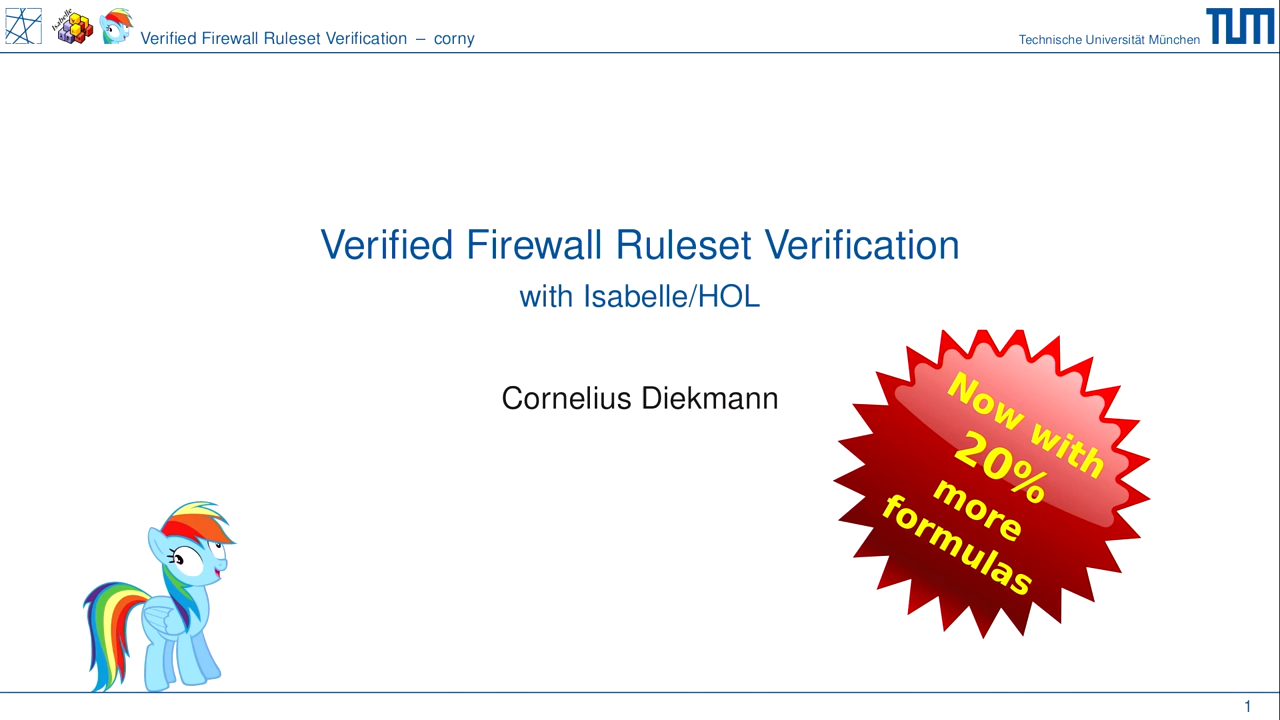 Isabelle
Verified Firewall Ruleset Verification – corny
Technische Universität München
TUM
Verified Firewall Ruleset Verification
with Isabelle/HOL
Cornelius Diekmann
Now with
20%
more
formulas
1